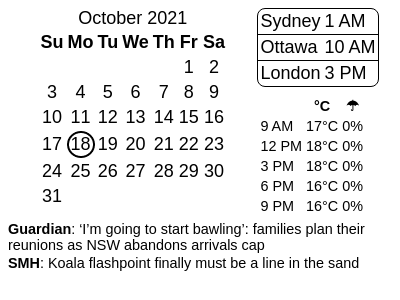 October 2021
Su Mo Tu We Th Fr Sa
1 2
3 4 5 6 7 8 9
10 11 12 13 14 15 16
17 18 19 20 21 22 23
24 25 26 27 28 29 30
31
Sydney 1 AM
Ottawa 10 AM
London 3 PM
°C ☂
9 AM 17°C 0%
12 PM 18°C 0%
3 PM 18°C 0%
6 PM 16°C 0%
9 PM 16°C 0%
Guardian: ‘I’m going to start bawling’: families plan their
reunions as NSW abandons arrivals cap
SMH: Koala flashpoint finally must be a line in the sand